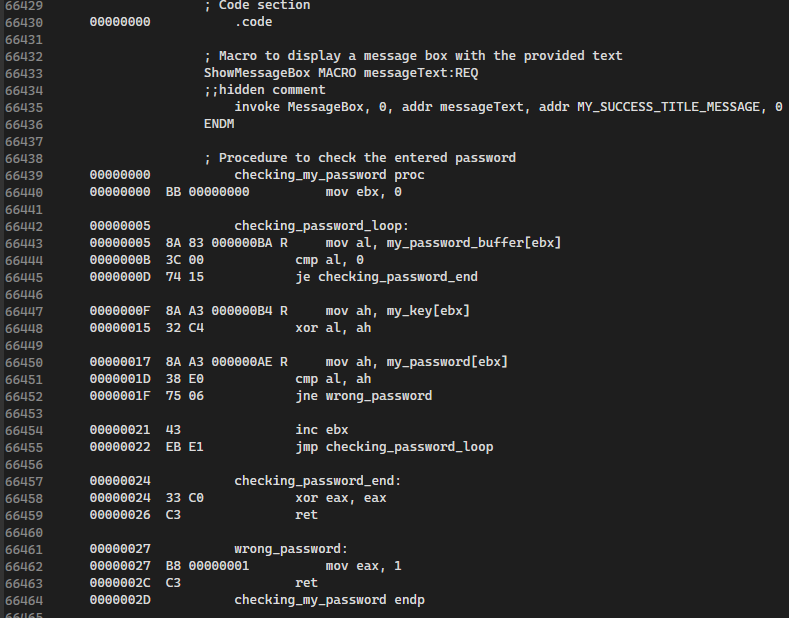 66429 ; Code section
66430 00000000 .code
66431
66432 ; Macro to display a message box with the provided text
66433 ShowMessageBox MACRO messageText:REQ
66434 ;;hidden comment
66435 invoke MessageBox, 0, addr messageText, addr MY_SUCCESS_TITLE_MESSAGE, 0
66436 ENDM
66437
66438 ; Procedure to check the entered password
66439 00000000 checking_my_password proc
66440 00000000 BB 00000000 mov ebx, 0
66441
66442 00000005 checking_password_loop:
66443 00000005 8A 83 000000BA R mov al, my_password_buffer[ebx]
66444 0000000B 3C 00 cmp al, 0
66445 0000000D 74 15 je checking_password_end
66446
66447 0000000F 8A A3 000000B4 R mov ah, my_key[ebx]
66448 00000015 32 C4 xor al, ah
66449
66450 00000017 8A A3 000000AE R mov ah, my_password[ebx]
66451 0000001D 38 E0 cmp al, ah
66452 0000001F 75 06 jne wrong_password
66453
66454 00000021 43 inc ebx
66455 00000022 EB E1 jmp checking_password_loop
66456
66457 00000024 checking_password_end:
66458 00000024 33 C0 xor eax, eax
66459 00000026 C3 ret
66460
66461 00000027 wrong_password:
66462 00000027 B8 00000001 mov eax, 1
66463 0000002C C3 ret
66464 0000002D checking_my_password endp
66465